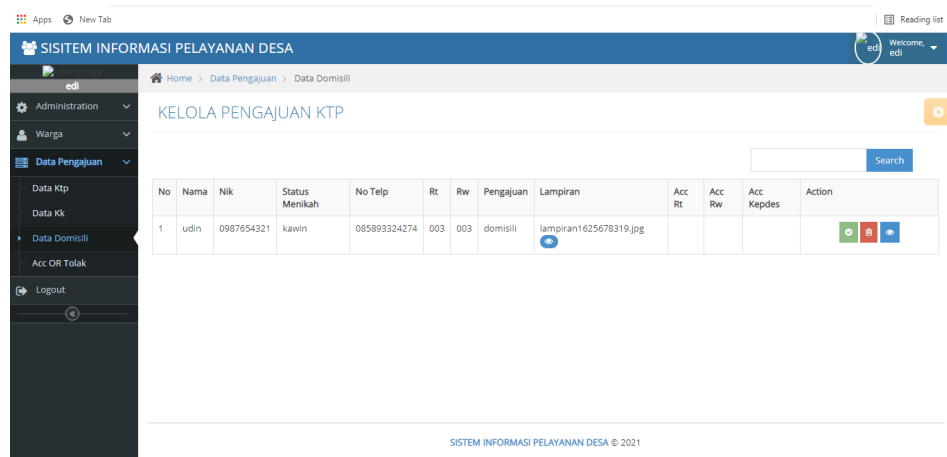 Apps New Tab Reading list
SISITEM INFORMASI PELAYANAN DESA
edi Welcome,
edi
edi
Home > Data Pengajuan > Data Domisili
Administration
Warga
Data Pengajuan
Data Ktp
Data Kk
Data Domisili
Acc OR Tolak
Logout
KELOLA PENGAJUAN KTP
Search
No Nama Nik Status Menikah No Telp Rt Rw Pengajuan Lampiran Acc Rt Acc Rw Acc Kepdes Action
1 udin 0987654321 kawin 085893324274 003 003 domisili lampiran1625678319.jpg
SISTEM INFORMASI PELAYANAN DESA © 2021